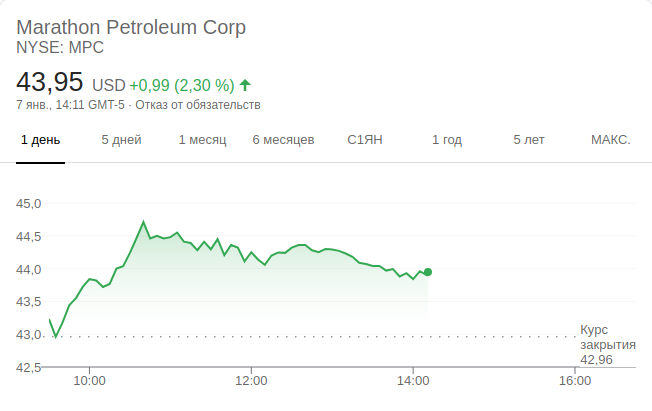 Marathon Petroleum Corp
NYSE: MPC
43,95 USD +0,99 (2,30 %)
7 янв., 14:11 GMT-5 · Отказ от обязательств
1 день 5 дней 1 месяц 6 месяцев С1ЯН 1 год 5 лет МАКС.
45,0
44,5
44,0
43,5
43,0
42,5
Курс
закрытия
42,96
10:00 12:00 14:00 16:00